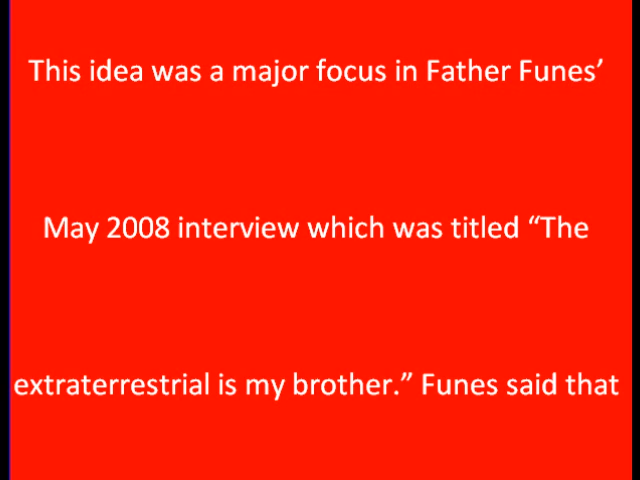 This idea was a major focus in Father Funes’
May 2008 interview which was titled “The
extraterrestrial is my brother.” Funes said that